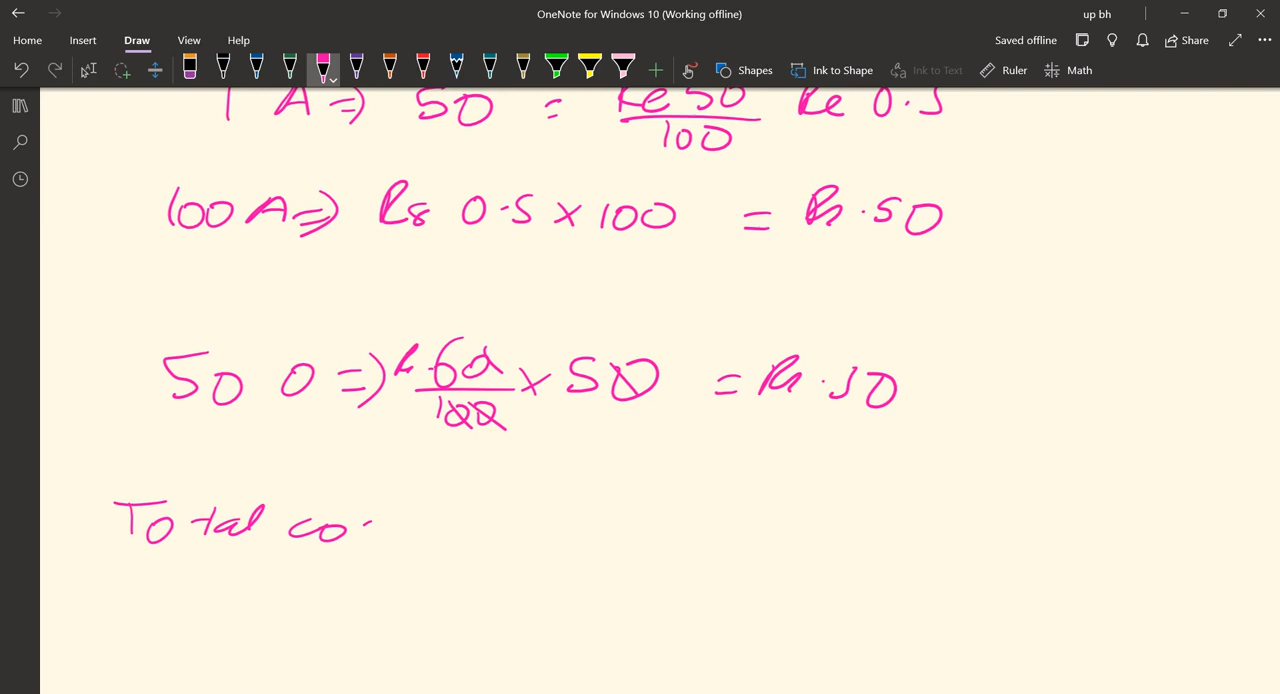 OneNote for Windows 10 (Working offline)
up bh
Home Insert Draw View Help
Saved offline
Share
Shapes Ink to Shape Ink to Text Ruler Math
1 A => 50 = Re 50/100 Re 0.5
100 A => Rs 0.5 × 100 = Rs.50
50 0 => Rs. 60/100 × 50 = Rs.30
Total co